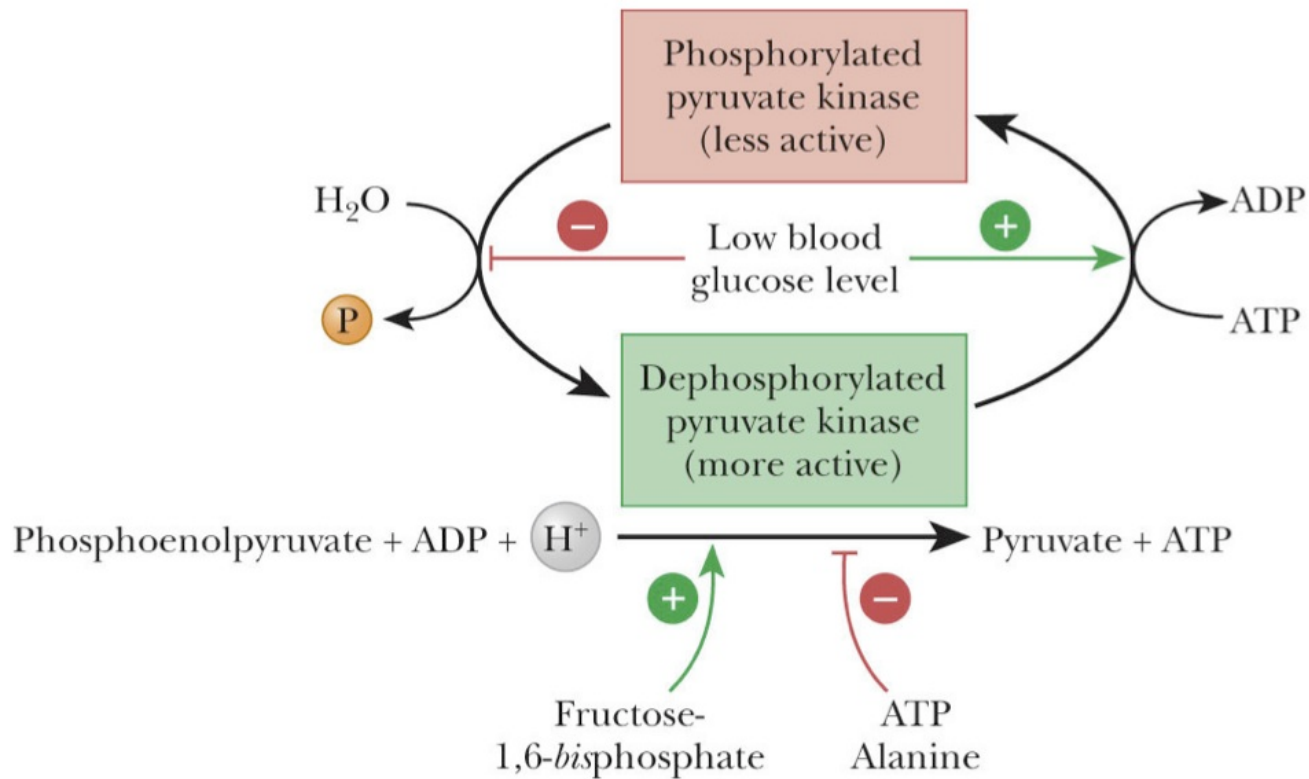 Phosphorylated
pyruvate kinase
(less active)
H₂O
−
Low blood
glucose level
+
ADP
P
ATP
Dephosphorylated
pyruvate kinase
(more active)
Phosphoenolpyruvate + ADP + H⁺
Pyruvate + ATP
+
−
Fructose-
1,6-bisphosphate
ATP
Alanine